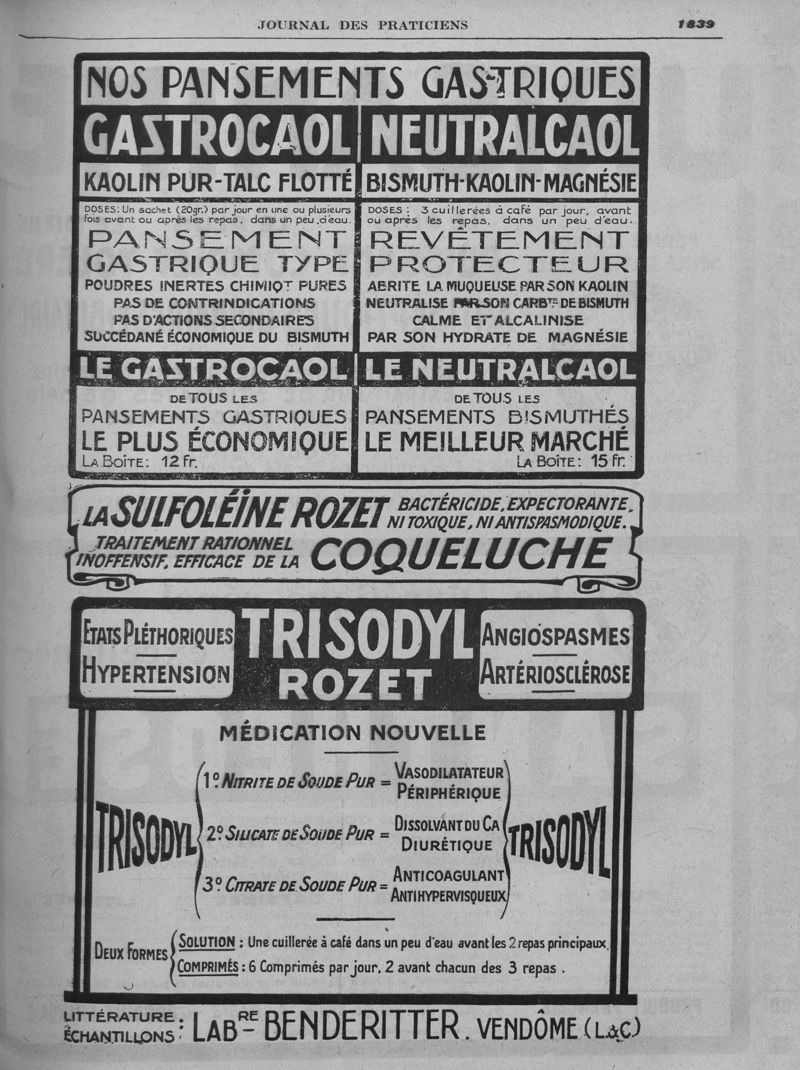 JOURNAL DES PRATICIENS 1839
NOS PANSEMENTS GASTRIQUES
GASTROCAOL
KAOLIN PUR-TALC FLOTTÉ
DOSES: Un sachet (20gr.) par jour en une ou plusieurs
fois avant ou après les repas, dans un peu d'eau.
PANSEMENT
GASTRIQUE TYPE
POUDRES INERTES CHIMIQT PURES
PAS DE CONTRINDICATIONS
PAS D'ACTIONS SECONDAIRES
SUCCÉDANÉ ÉCONOMIQUE DU BISMUTH
LE GASTROCAOL
DE TOUS LES
PANSEMENTS GASTRIQUES
LE PLUS ÉCONOMIQUE
LA BOÎTE: 12 Fr.
NEUTRALCAOL
BISMUTH-KAOLIN-MAGNÉSIE
DOSES: 3 cuillerées à café par jour, avant
ou après les repas, dans un peu d'eau.
REVÊTEMENT
PROTECTEUR
ABRITE LA MUQUEUSE PAR SON KAOLIN
NEUTRALISE PAR SON CARBTE DE BISMUTH
CALME ET ALCALINISE
PAR SON HYDRATE DE MAGNÉSIE
LE NEUTRALCAOL
DE TOUS LES
PANSEMENTS BISMUTHÉS
LE MEILLEUR MARCHÉ
LA BOÎTE: 15 Fr.
LA SULFOLÉÏNE ROZET BACTÉRICIDE, EXPECTORANTE,
NI TOXIQUE, NI ANTISPASMODIQUE.
TRAITEMENT RATIONNEL
INOFFENSIF, EFFICACE DE LA COQUELUCHE
ETATS PLÉTHORIQUES
HYPERTENSION
TRISODYL
ROZET
ANGIOSPASMES
ARTÉRIOSCLÉROSE
MÉDICATION NOUVELLE
TRISODYL
1º. NITRITE DE SOUDE PUR = VASODILATATEUR
PÉRIPHÉRIQUE
2º. SILICATE DE SOUDE PUR = DISSOLVANT DU CA
DIURÉTIQUE
3º CITRATE DE SOUDE PUR = ANTICOAGULANT
ANTIHYPERVISQUEUX
TRISODYL
DEUX FORMES
SOLUTION : Une cuillerée à café dans un peu d'eau avant les 2 repas principaux.
COMPRIMÉS : 6 Comprimés par jour, 2 avant chacun des 3 repas.
LITTÉRATURE.
ÉCHANTILLONS : LABRE BENDERITTER. VENDÔME (L&C)